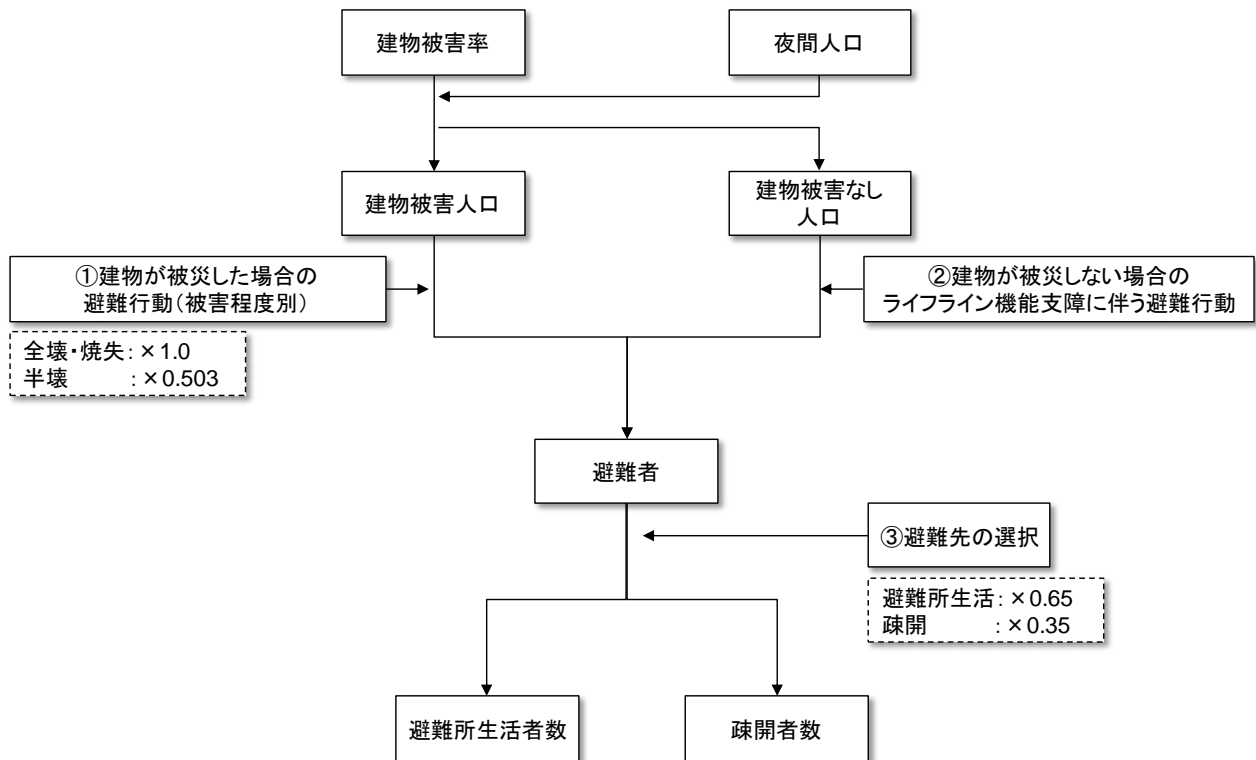 建物被害率
夜間人口
建物被害人口
建物被害なし
人口
①建物が被災した場合の
避難行動(被害程度別)
②建物が被災しない場合の
ライフライン機能支障に伴う避難行動
全壊・焼失:×1.0
半壊 :×0.503
避難者
③避難先の選択
避難所生活:×0.65
疎開 :×0.35
避難所生活者数
疎開者数